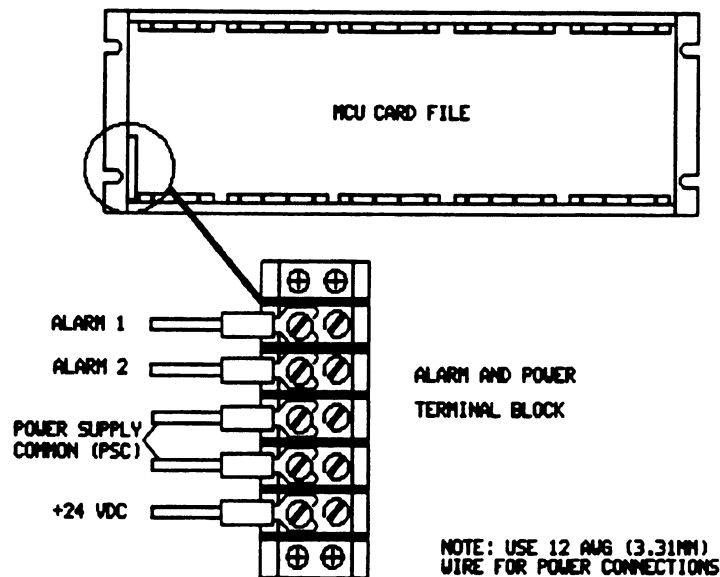 MCU CARD FILE
ALARM 1
ALARM 2
POWER SUPPLY
COMMON (PSC)
+24 VDC
ALARM AND POWER
TERMINAL BLOCK
NOTE: USE 12 AWG (3.31MM)
WIRE FOR POWER CONNECTIONS